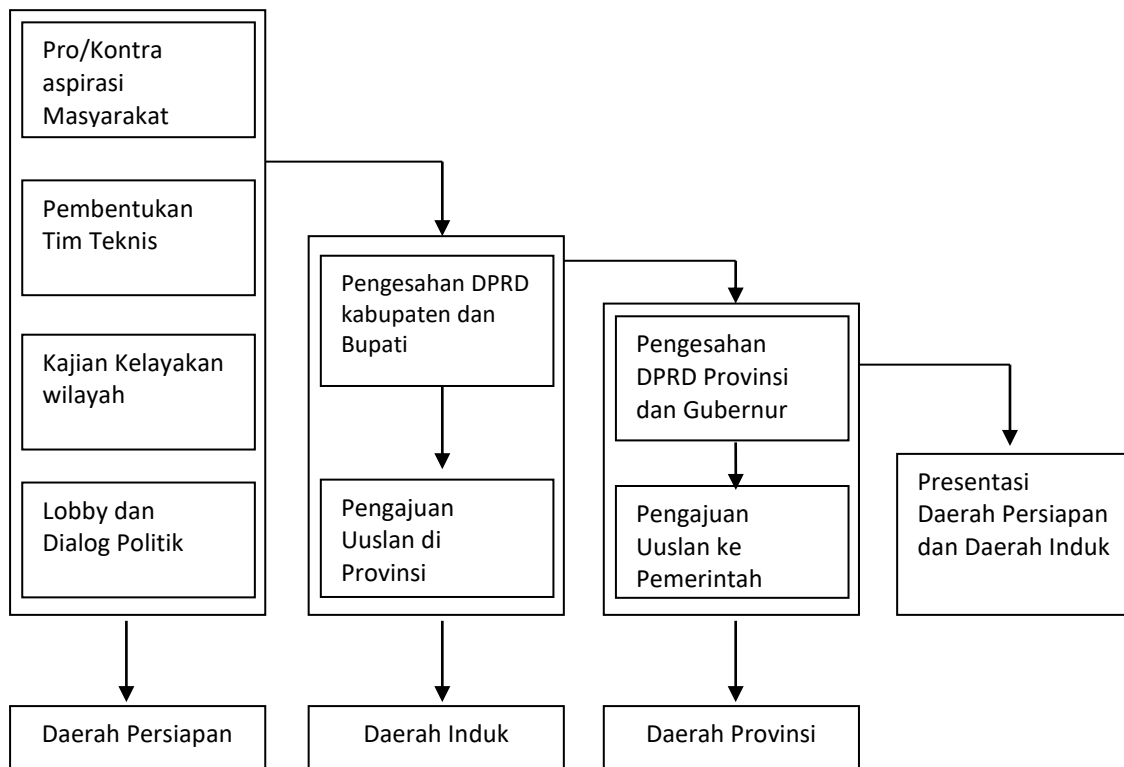 Pro/Kontra
aspirasi
Masyarakat
Pembentukan
Tim Teknis
Kajian Kelayakan
wilayah
Lobby dan
Dialog Politik
Pengesahan DPRD
kabupaten dan
Bupati
Pengajuan
Uuslan di
Provinsi
Pengesahan
DPRD Provinsi
dan Gubernur
Pengajuan
Uuslan ke
Pemerintah
Presentasi
Daerah Persiapan
dan Daerah Induk
Daerah Persiapan
Daerah Induk
Daerah Provinsi